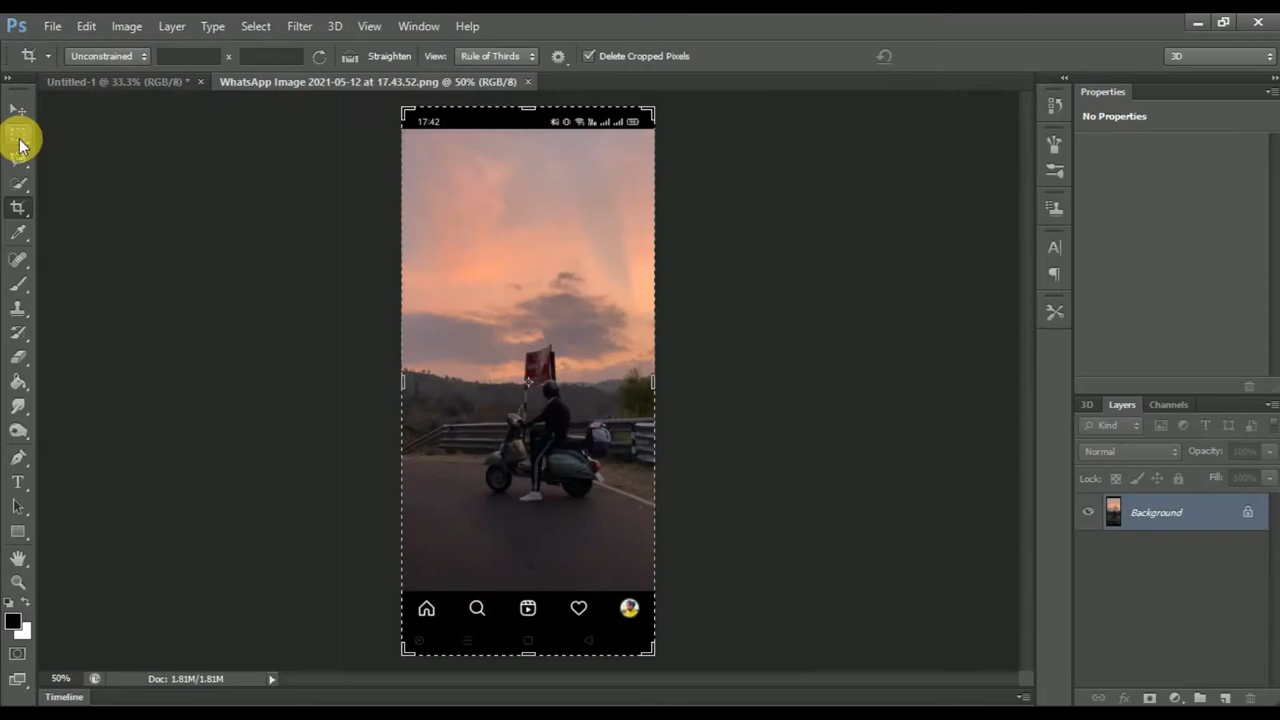 Ps File Edit Image Layer Type Select Filter 3D View Window Help
Unconstrained x Straighten View: Rule of Thirds Delete Cropped Pixels 3D
Untitled-1 @ 33.3% (RGB/8) * × WhatsApp Image 2021-05-12 at 17.43.52.png @ 50% (RGB/8) ×
Properties
No Properties
17:42
3D Layers Channels
Kind
Normal Opacity: 100%
Lock: Fill: 100%
Background
50% Doc: 1.81M/1.81M
Timeline